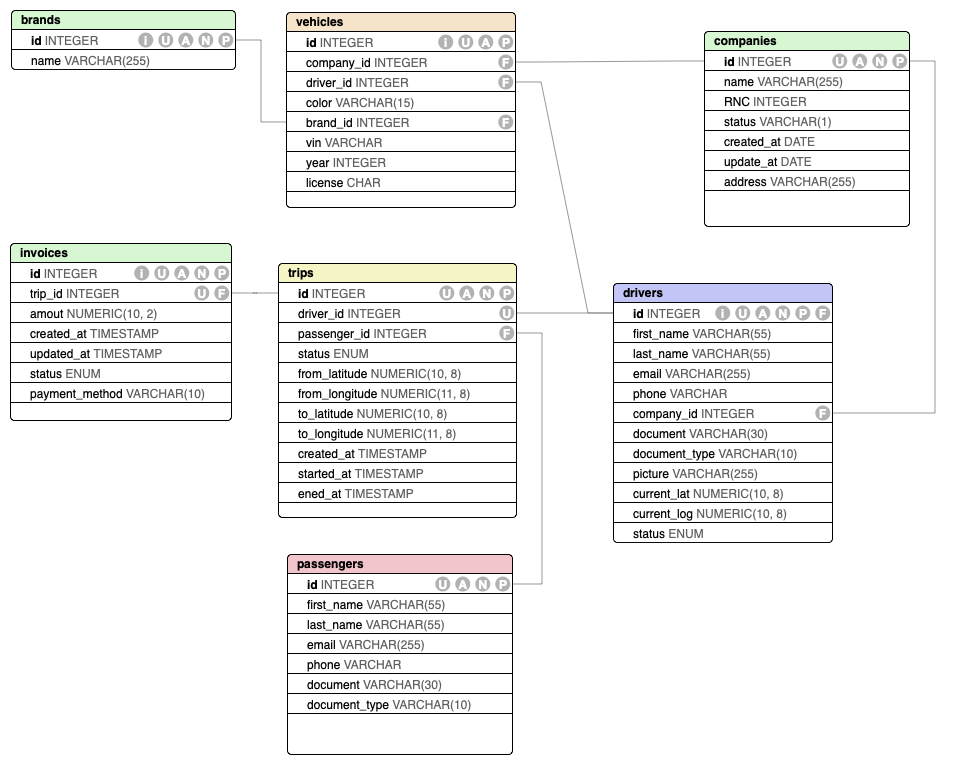 brands
id INTEGER i U A N P
name VARCHAR(255)
vehicles
id INTEGER i U A P
company_id INTEGER F
driver_id INTEGER F
color VARCHAR(15)
brand_id INTEGER F
vin VARCHAR
year INTEGER
license CHAR
companies
id INTEGER U A N P
name VARCHAR(255)
RNC INTEGER
status VARCHAR(1)
created_at DATE
update_at DATE
address VARCHAR(255)
invoices
id INTEGER i U A N P
trip_id INTEGER U F
amout NUMERIC(10, 2)
created_at TIMESTAMP
updated_at TIMESTAMP
status ENUM
payment_method VARCHAR(10)
trips
id INTEGER U A N P
driver_id INTEGER U
passenger_id INTEGER F
status ENUM
from_latitude NUMERIC(10, 8)
from_longitude NUMERIC(11, 8)
to_latitude NUMERIC(10, 8)
to_longitude NUMERIC(11, 8)
created_at TIMESTAMP
started_at TIMESTAMP
ened_at TIMESTAMP
drivers
id INTEGER i U A N P F
first_name VARCHAR(55)
last_name VARCHAR(55)
email VARCHAR(255)
phone VARCHAR
company_id INTEGER F
document VARCHAR(30)
document_type VARCHAR(10)
picture VARCHAR(255)
current_lat NUMERIC(10, 8)
current_log NUMERIC(10, 8)
status ENUM
passengers
id INTEGER U A N P
first_name VARCHAR(55)
last_name VARCHAR(55)
email VARCHAR(255)
phone VARCHAR
document VARCHAR(30)
document_type VARCHAR(10)